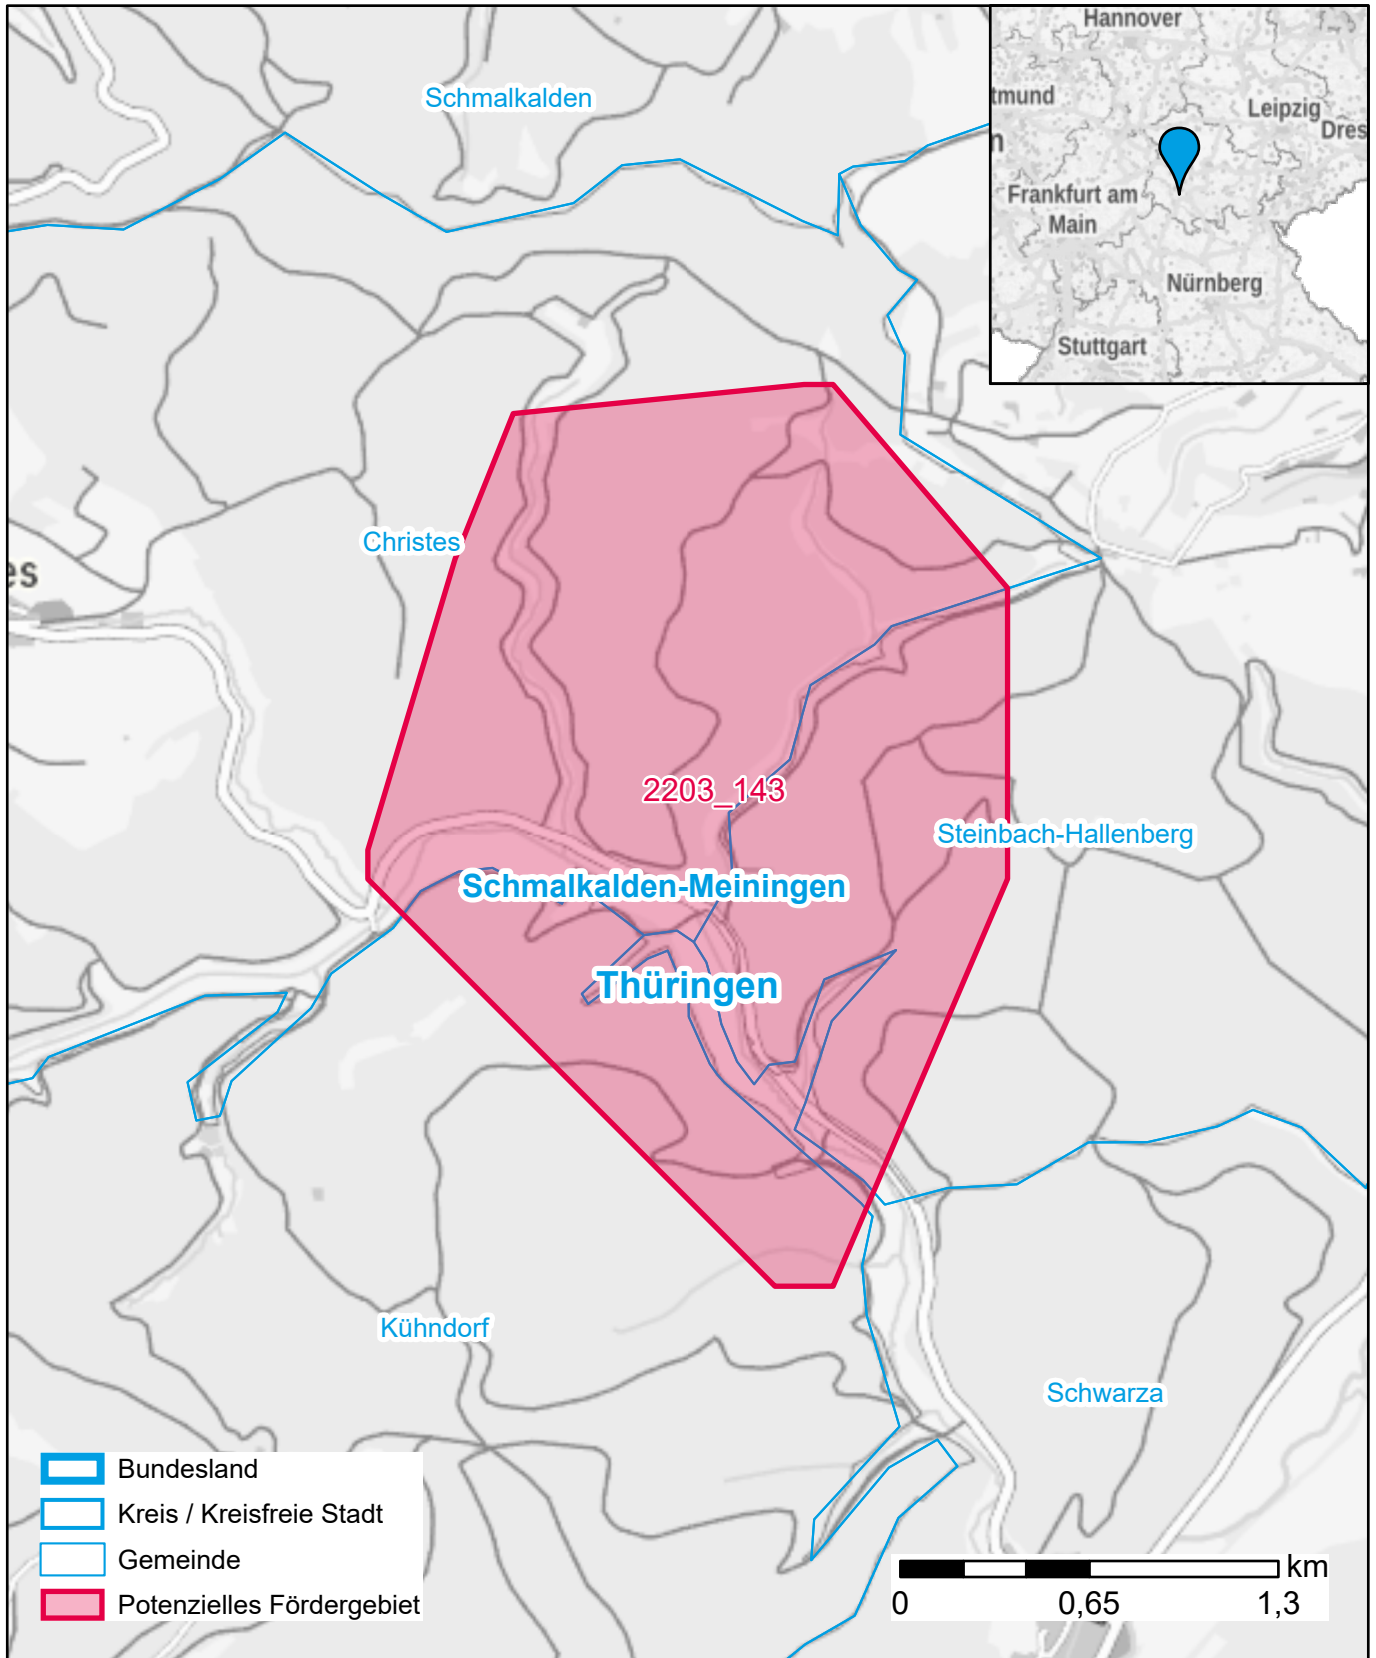 Schmalkalden
Hannover
tmund
Leipzig
Dres
n
Frankfurt am
Main
Nürnberg
Stuttgart
Christes
es
2203_143
Steinbach-Hallenberg
Schmalkalden-Meiningen
Thüringen
Kühndorf
Schwarza
Bundesland
Kreis / Kreisfreie Stadt
Gemeinde
Potenzielles Fördergebiet
km
0 0,65 1,3